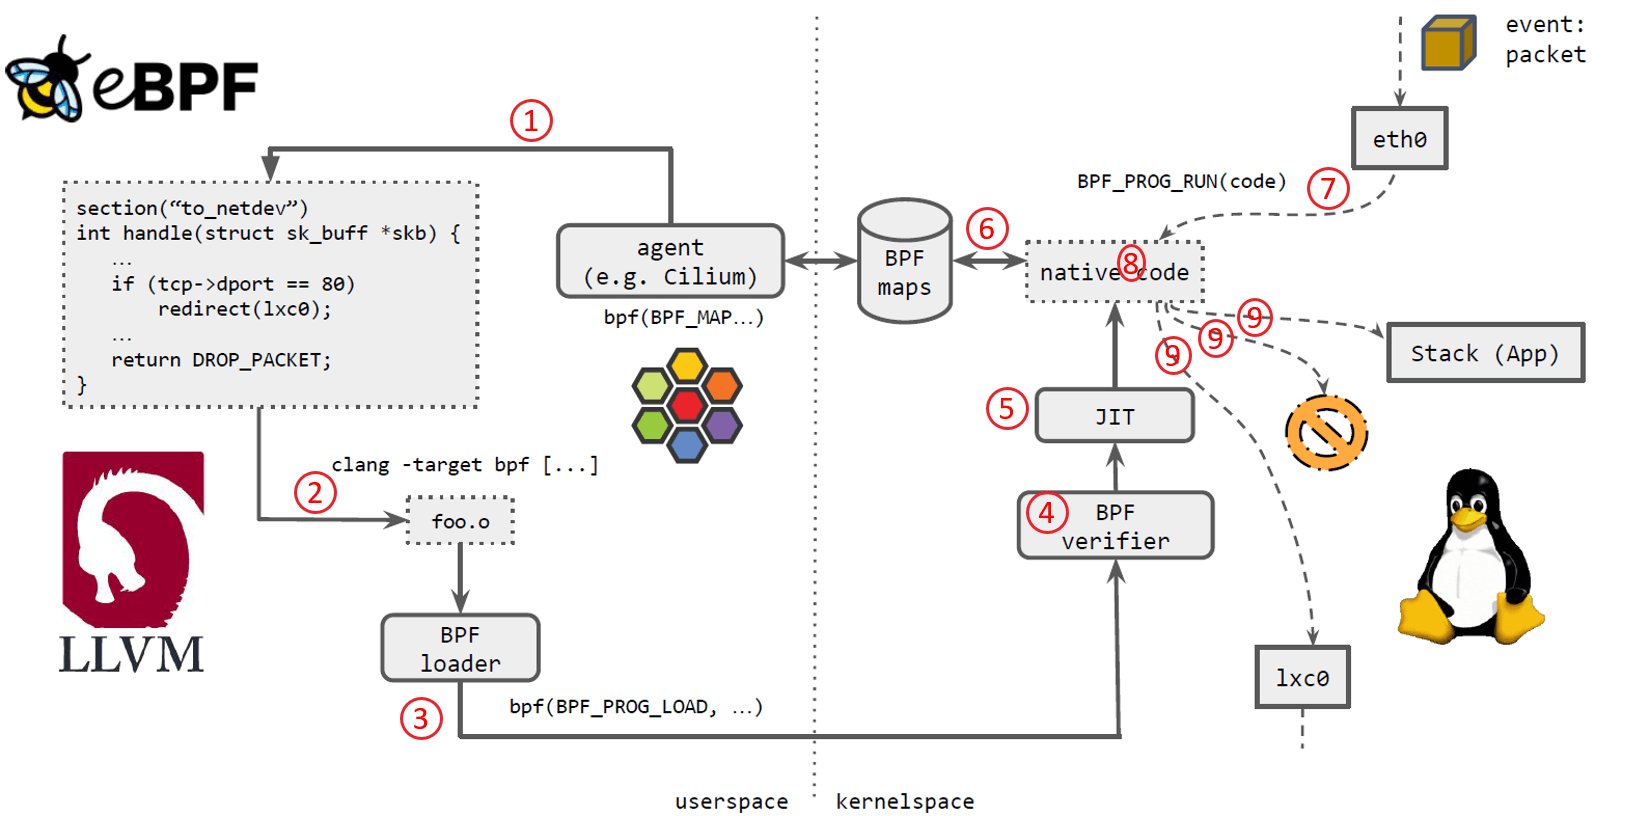 eBPF
event:
packet
1
eth0
BPF_PROG_RUN(code)
7
section(“to_netdev”)
int handle(struct sk_buff *skb) {
…
if (tcp->dport == 80)
redirect(lxc0);
…
return DROP_PACKET;
}
agent
(e.g. Cilium)
bpf(BPF_MAP…)
BPF
maps
6
native code
8
9
9
9
Stack (App)
5
JIT
clang -target bpf [...]
2
foo.o
4
BPF
verifier
LLVM
BPF
loader
3
bpf(BPF_PROG_LOAD, …)
lxc0
userspace
kernelspace